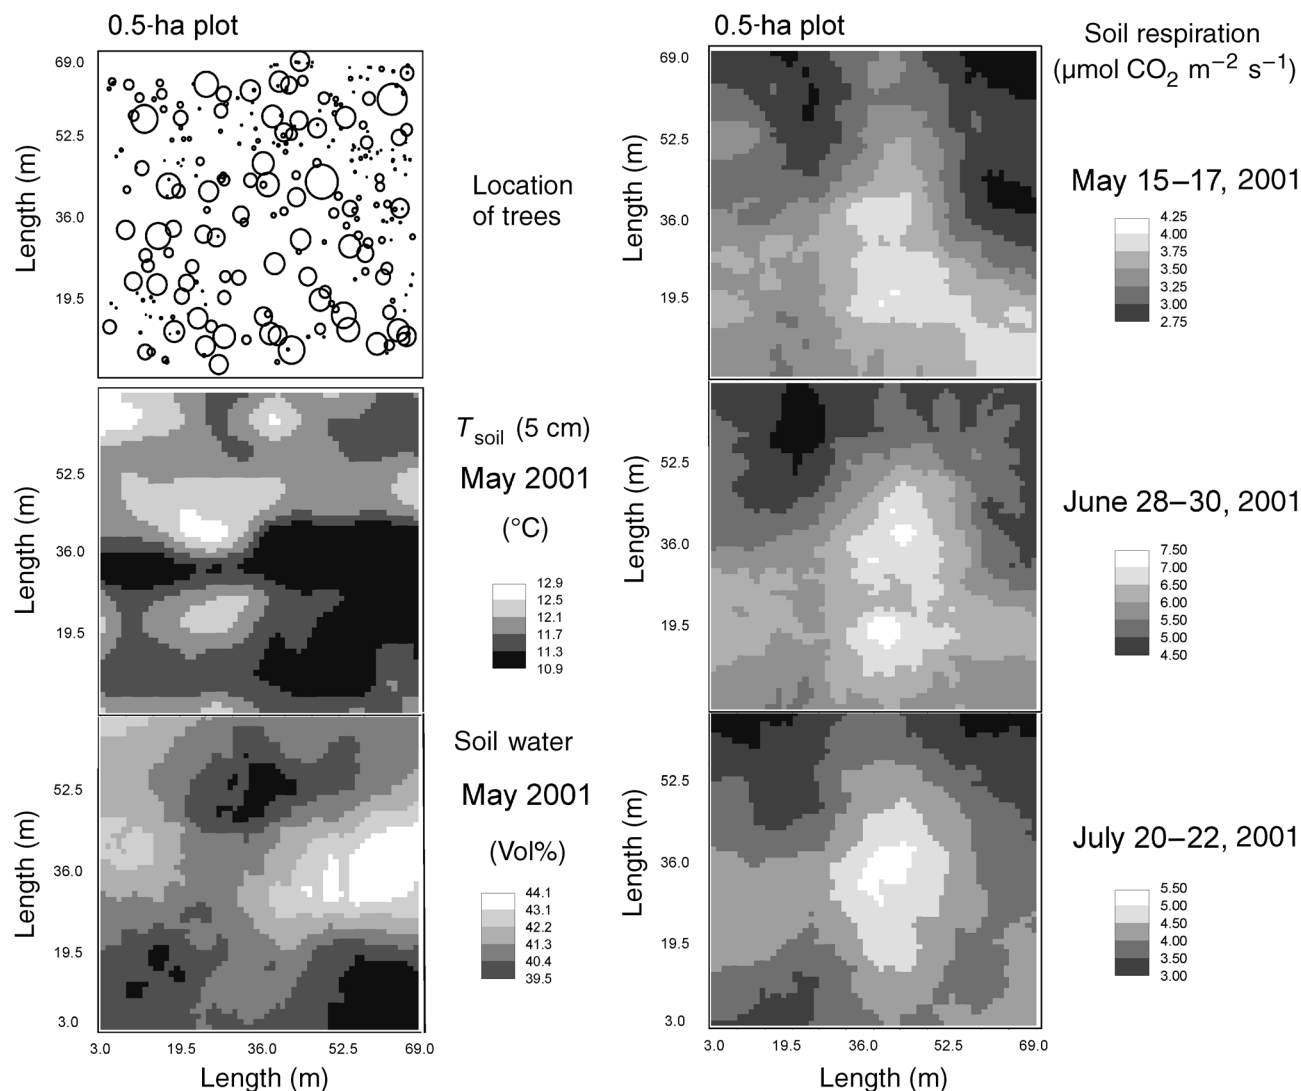 0.5-ha plot
69.0
52.5
36.0
19.5
Length (m)
Location
of trees
T soil (5 cm)
May 2001
(°C)
52.5
36.0
19.5
Length (m)
12.9
12.5
12.1
11.7
11.3
10.9
Soil water
May 2001
(Vol%)
52.5
36.0
19.5
3.0
Length (m)
44.1
43.1
42.2
41.3
40.4
39.5
3.0 19.5 36.0 52.5 69.0
Length (m)
0.5-ha plot
Soil respiration
(μmol CO2 m−2 s−1)
69.0
52.5
36.0
19.5
Length (m)
May 15–17, 2001
4.25
4.00
3.75
3.50
3.25
3.00
2.75
52.5
36.0
19.5
Length (m)
June 28–30, 2001
7.50
7.00
6.50
6.00
5.50
5.00
4.50
52.5
36.0
19.5
3.0
Length (m)
July 20–22, 2001
5.50
5.00
4.50
4.00
3.50
3.00
3.0 19.5 36.0 52.5 69.0
Length (m)